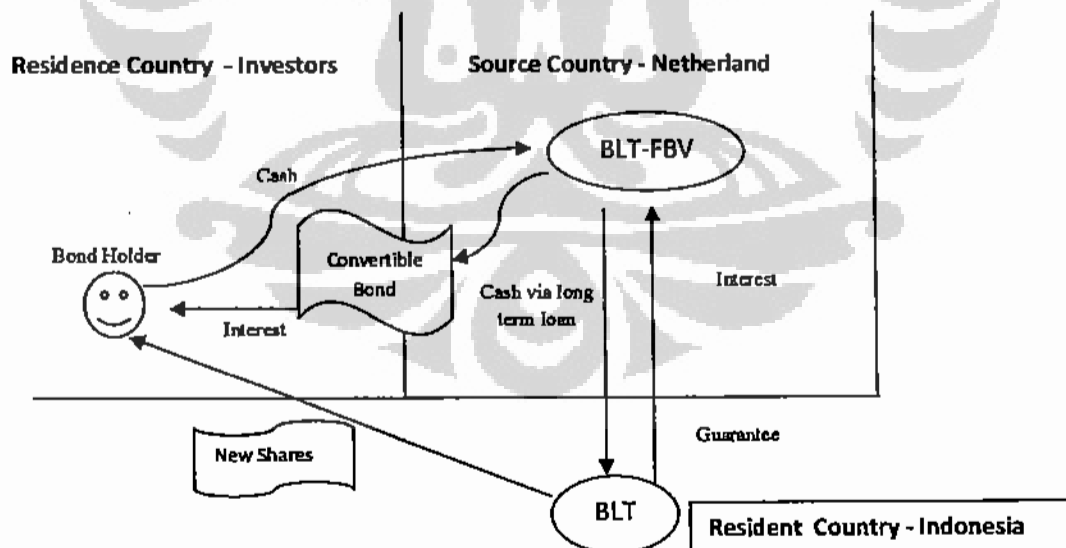 Residence Country - Investors
Source Country - Netherland
BLT-FBV
Cash
Bond Holder
Convertible
Bond
Interest
Cash via long
term loan
Interest
New Shares
Guarantee
BLT
Resident Country - Indonesia